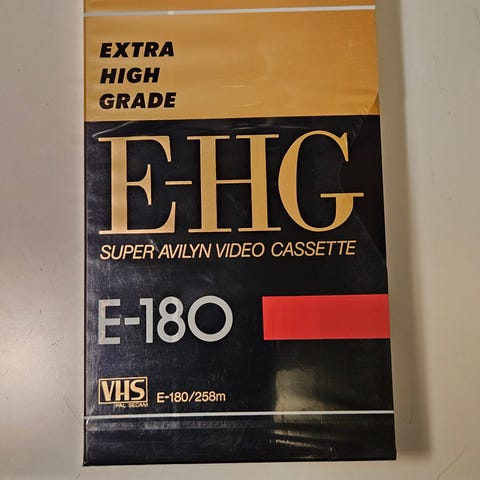 EXTRA
HIGH
GRADE
E-HG
SUPER AVILYN VIDEO CASSETTE
E-180
VHS
PAL SECAM
E-180/258m